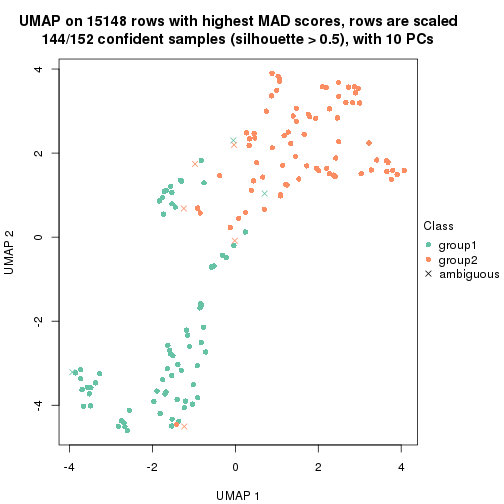 UMAP on 15148 rows with highest MAD scores, rows are scaled
144/152 confident samples (silhouette > 0.5), with 10 PCs
4
2
0
-2
-4
UMAP 2
-4
-2
0
2
4
UMAP 1
Class
group1
group2
ambiguous